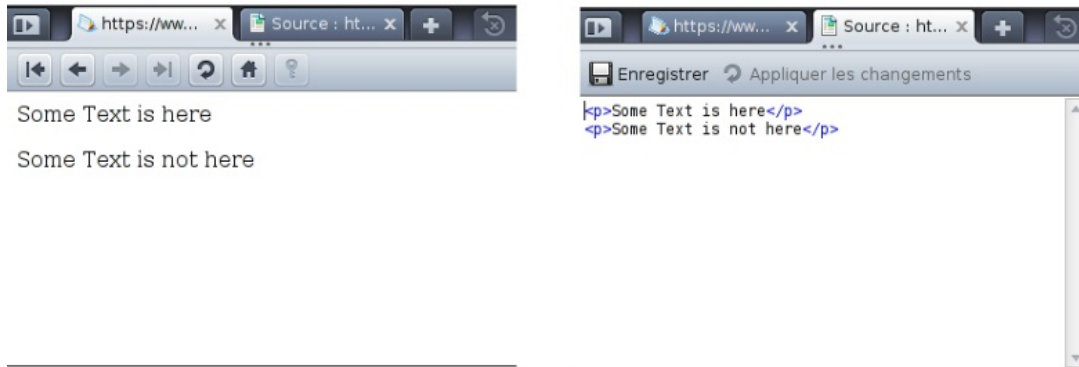 https://ww... x Source : ht... x
Some Text is here
Some Text is not here
https://ww... x Source : ht... x
Enregistrer Appliquer les changements
<p>Some Text is here</p>
<p>Some Text is not here</p>